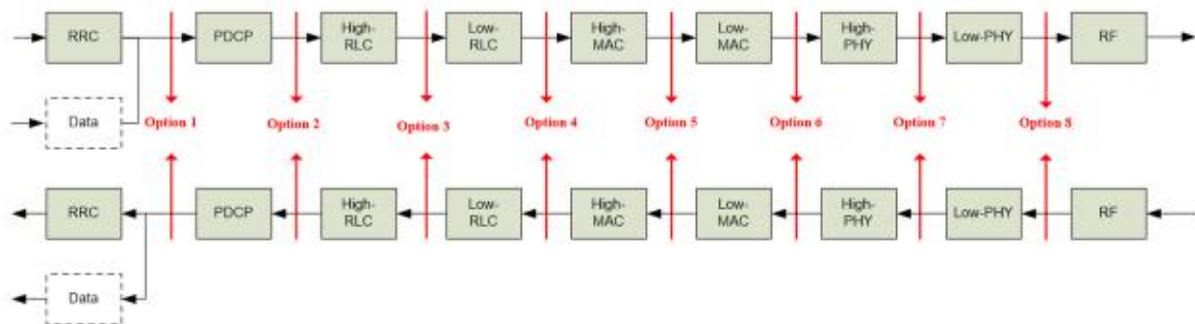 RRC PDCP High-RLC Low-RLC High-MAC Low-MAC High-PHY Low-PHY RF
Data Option 1 Option 2 Option 3 Option 4 Option 5 Option 6 Option 7 Option 8
RRC PDCP High-RLC Low-RLC High-MAC Low-MAC High-PHY Low-PHY RF
Data